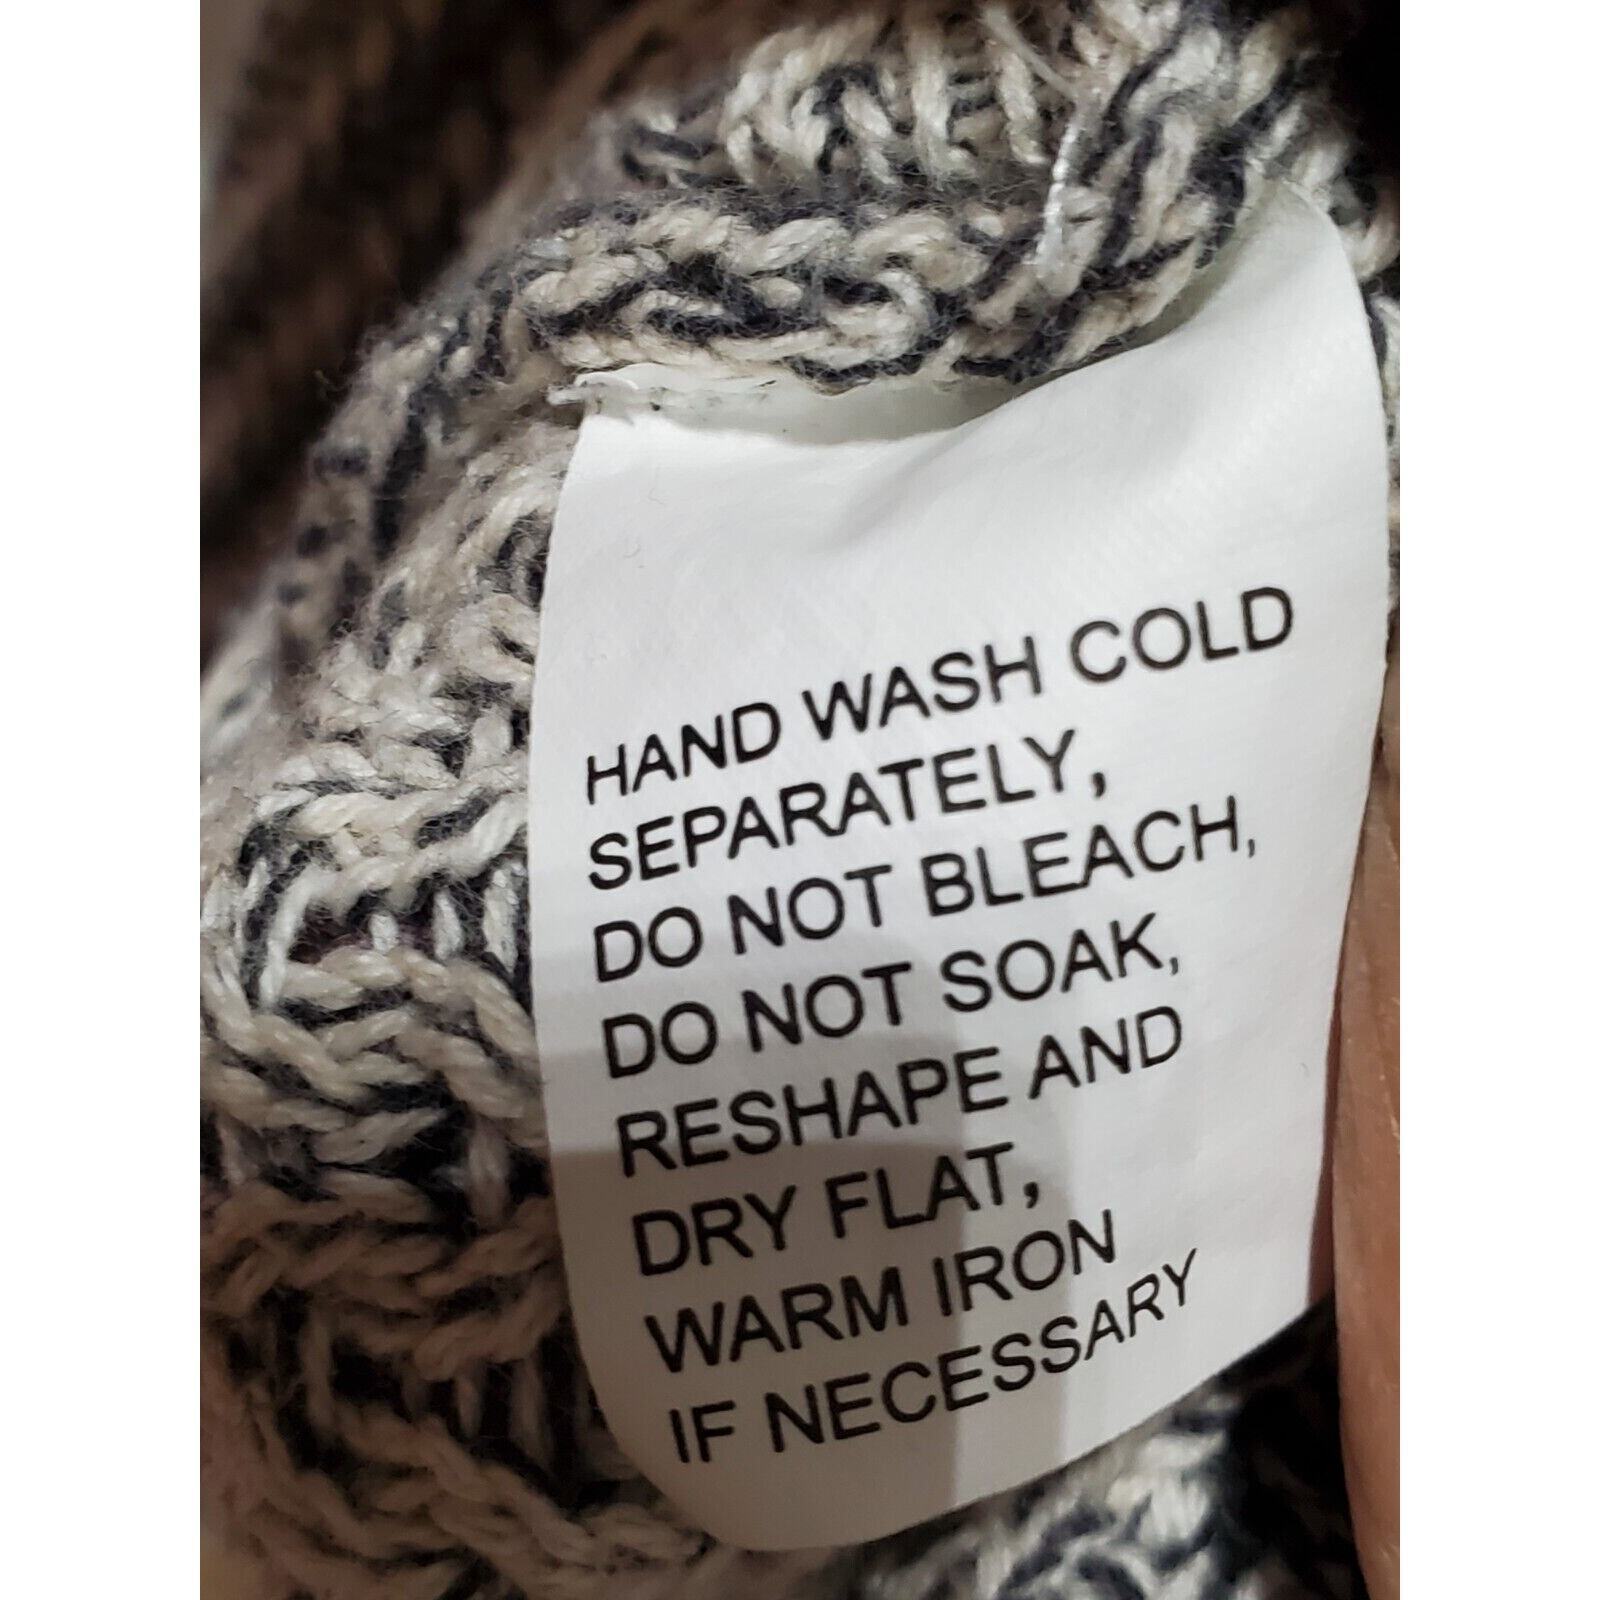 HAND WASH COLD
SEPARATELY,
DO NOT BLEACH,
DO NOT SOAK,
RESHAPE AND
DRY FLAT,
WARM IRON
IF NECESSARY